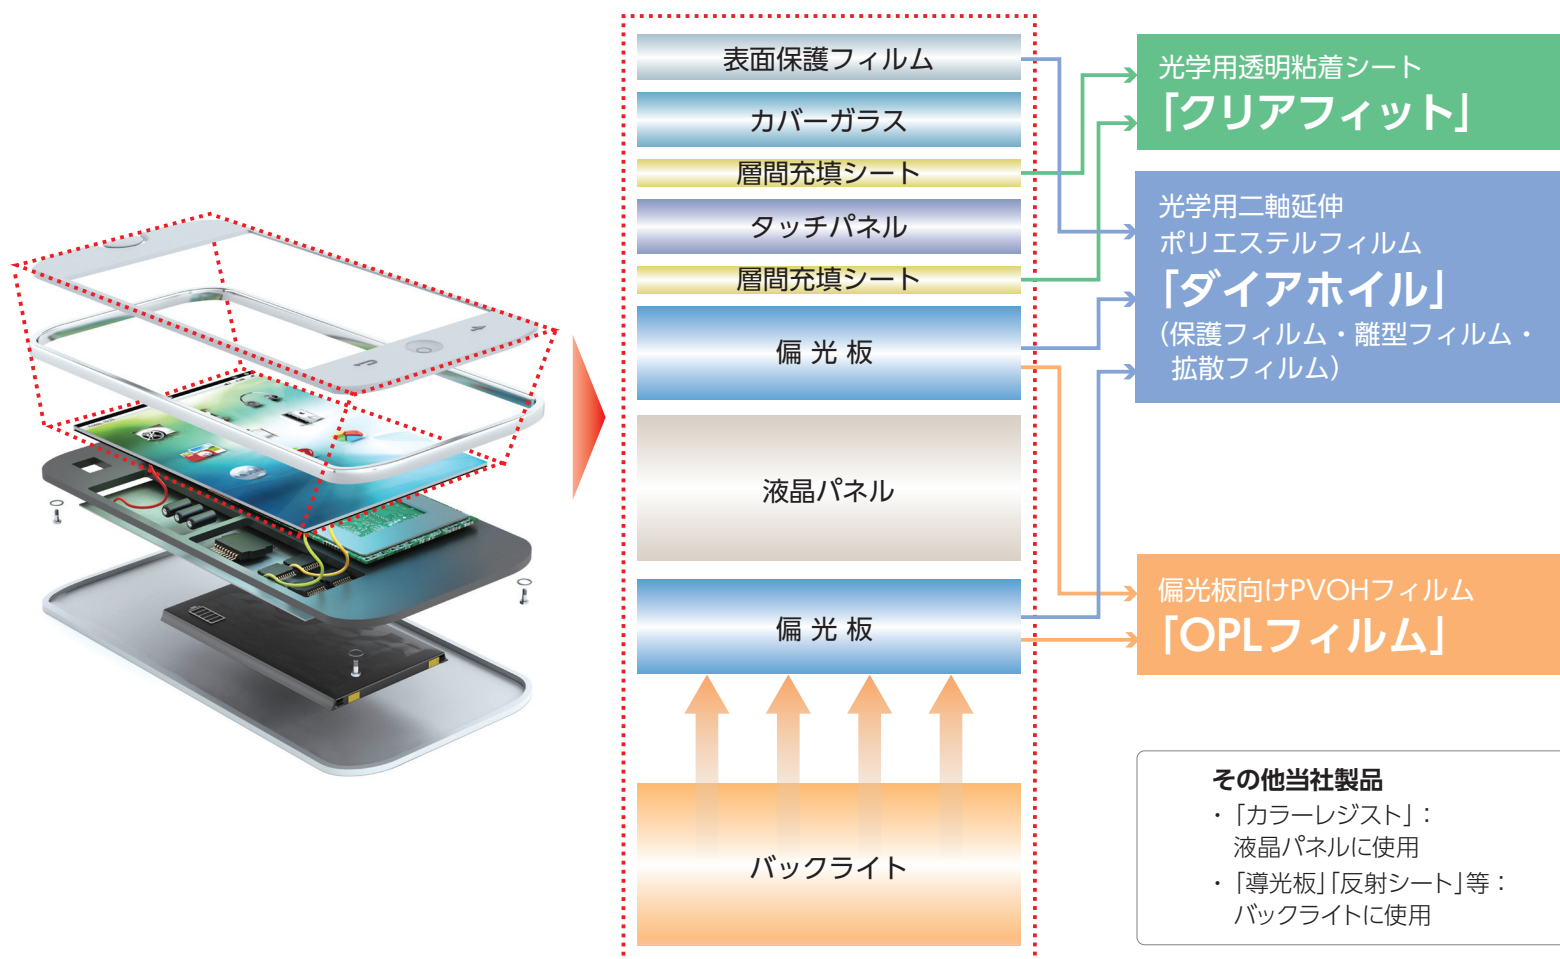 表面保護フィルム
カバーガラス
層間充填シート
タッチパネル
層間充填シート
偏光板
液晶パネル
偏光板
バックライト
光学用透明粘着シート
「クリアフィット」
光学用二軸延伸
ポリエステルフィルム
「ダイアホイル」
(保護フィルム・離型フィルム・
拡散フィルム)
偏光板向けPVOHフィルム
「OPLフィルム」
その他当社製品
・「カラーレジスト」:
液晶パネルに使用
・「導光板」「反射シート」等:
バックライトに使用